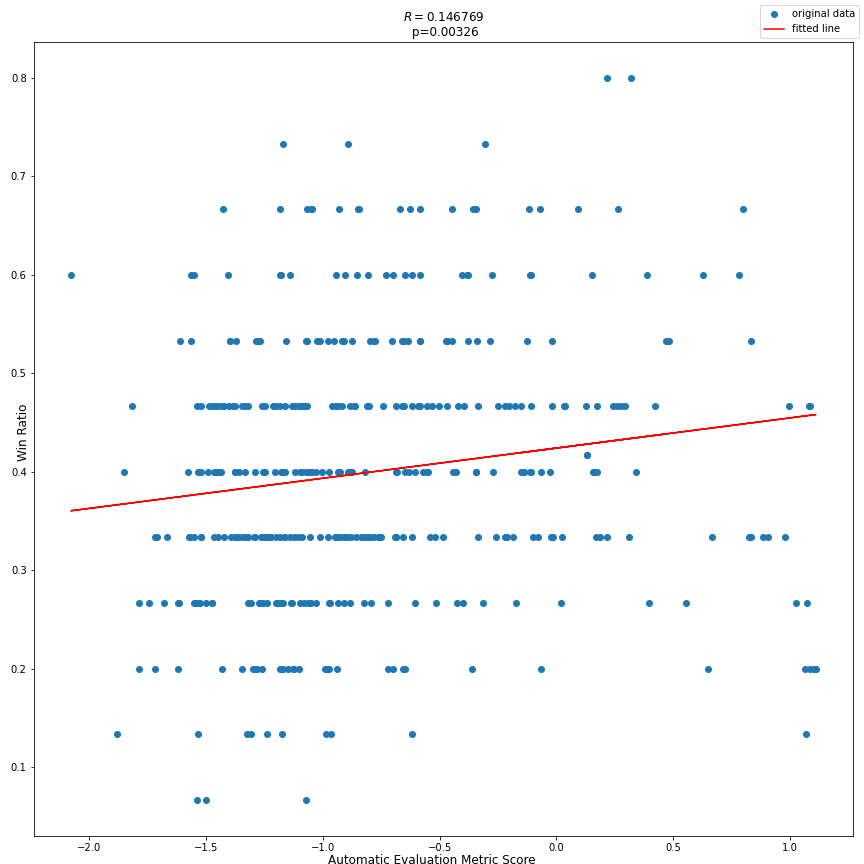 R = 0.146769
p=0.00326
original data
fitted line
0.8
0.7
0.6
0.5
0.4
0.3
0.2
0.1
Win Ratio
−2.0 −1.5 −1.0 −0.5 0.0 0.5 1.0
Automatic Evaluation Metric Score